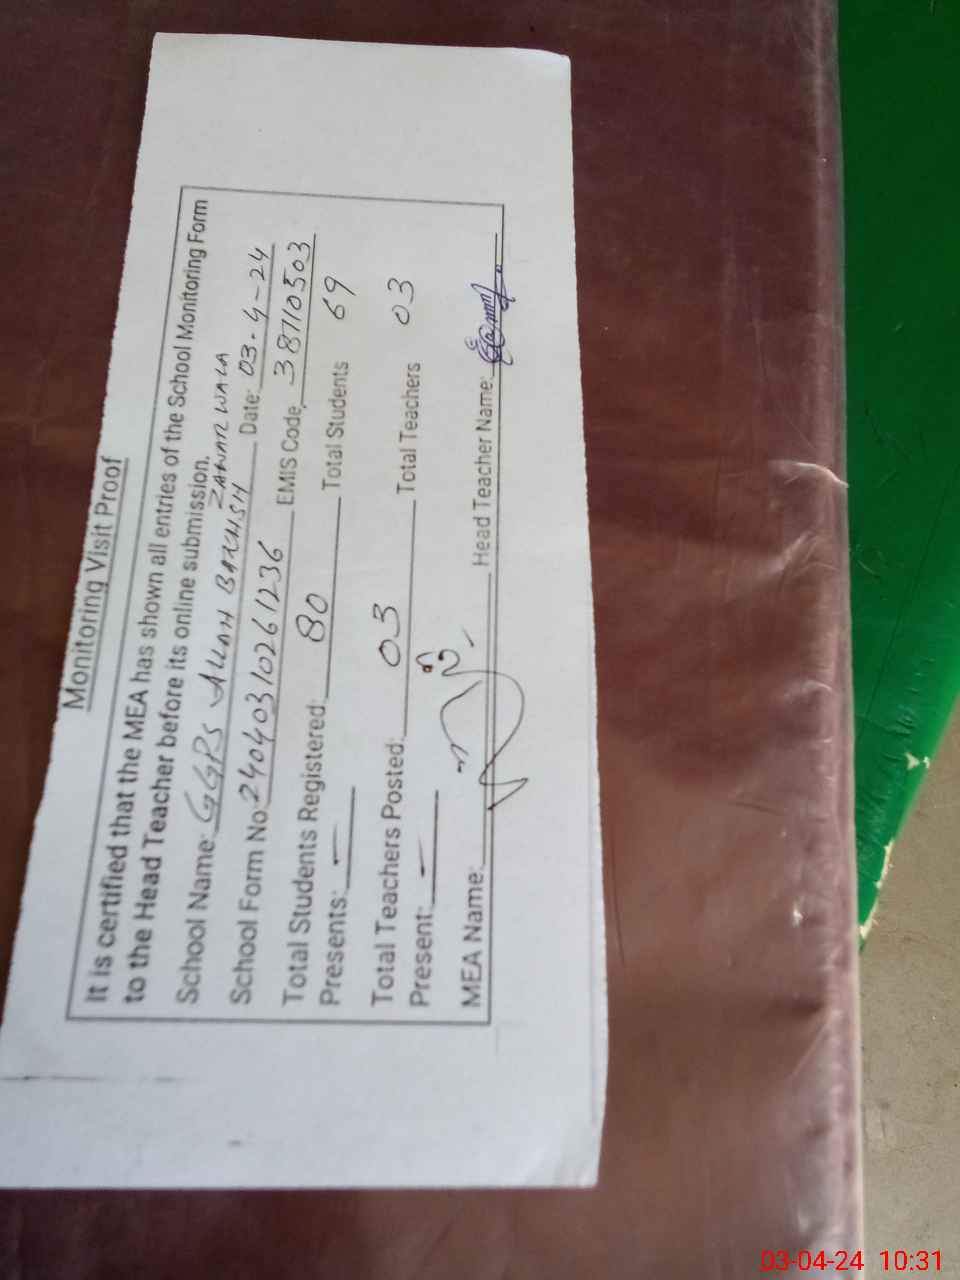 Monitoring Visit Proof
It is certified that the MEA has shown all entries of the School Monitoring Form
to the Head Teacher before its online submission.
School Name: GGPS ALLAH BAKHSH ZAWAR WALA
School Form No: 24040310261236 Date: 03-4-24
Total Students Registered: 80 EMIS Code 38710503
Presents: — Total Students 69
Total Teachers Posted: 03
Present: — Total Teachers 03
MEA Name: Head Teacher Name:
03-04-24 10:31